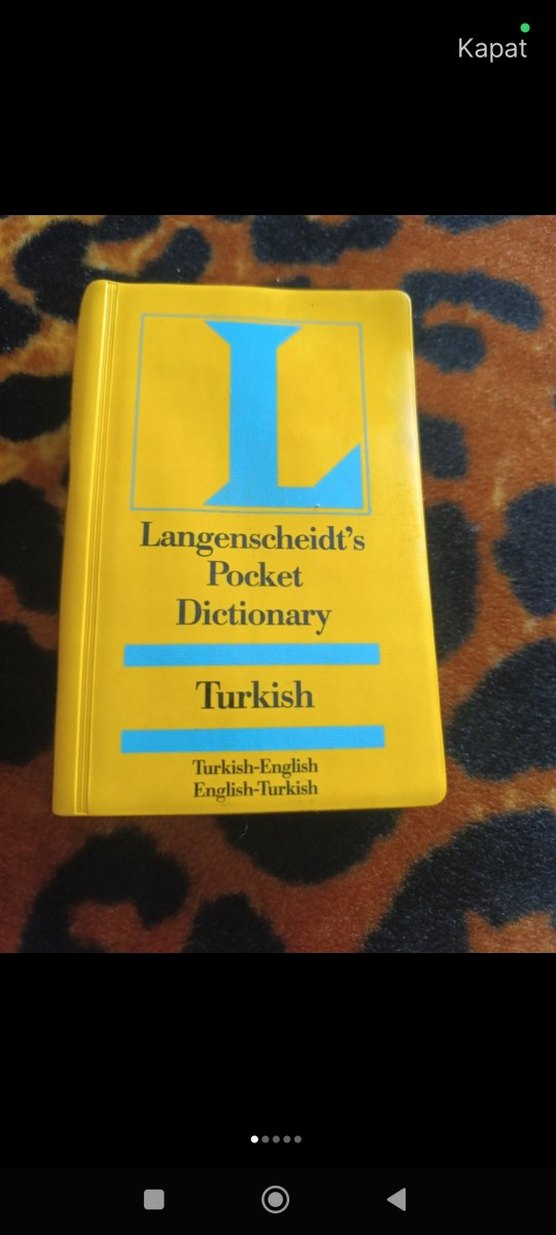 Kapat
L
Langenscheidt's
Pocket
Dictionary
Turkish
Turkish-English
English-Turkish